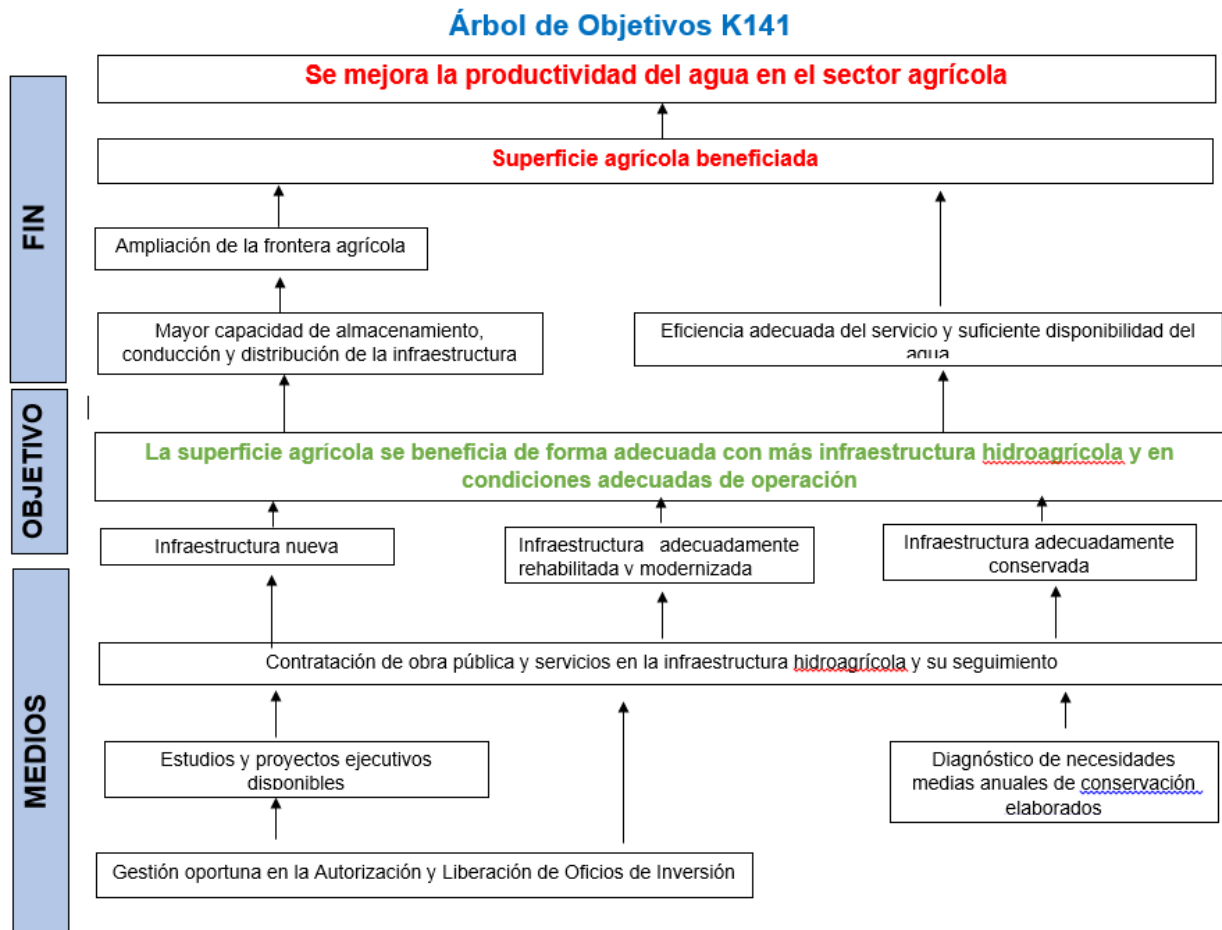 Árbol de Objetivos K141
FIN
Se mejora la productividad del agua en el sector agrícola
Superficie agrícola beneficiada
Ampliación de la frontera agrícola
Mayor capacidad de almacenamiento,
conducción y distribución de la infraestructura
Eficiencia adecuada del servicio y suficiente disponibilidad del
agua
OBJETIVO
La superficie agrícola se beneficia de forma adecuada con más infraestructura hidroagrícola y en
condiciones adecuadas de operación
Infraestructura nueva
Infraestructura adecuadamente
rehabilitada y modernizada
Infraestructura adecuadamente
conservada
MEDIOS
Contratación de obra pública y servicios en la infraestructura hidroagrícola y su seguimiento
Estudios y proyectos ejecutivos
disponibles
Diagnóstico de necesidades
medias anuales de conservación
elaborados
Gestión oportuna en la Autorización y Liberación de Oficios de Inversión